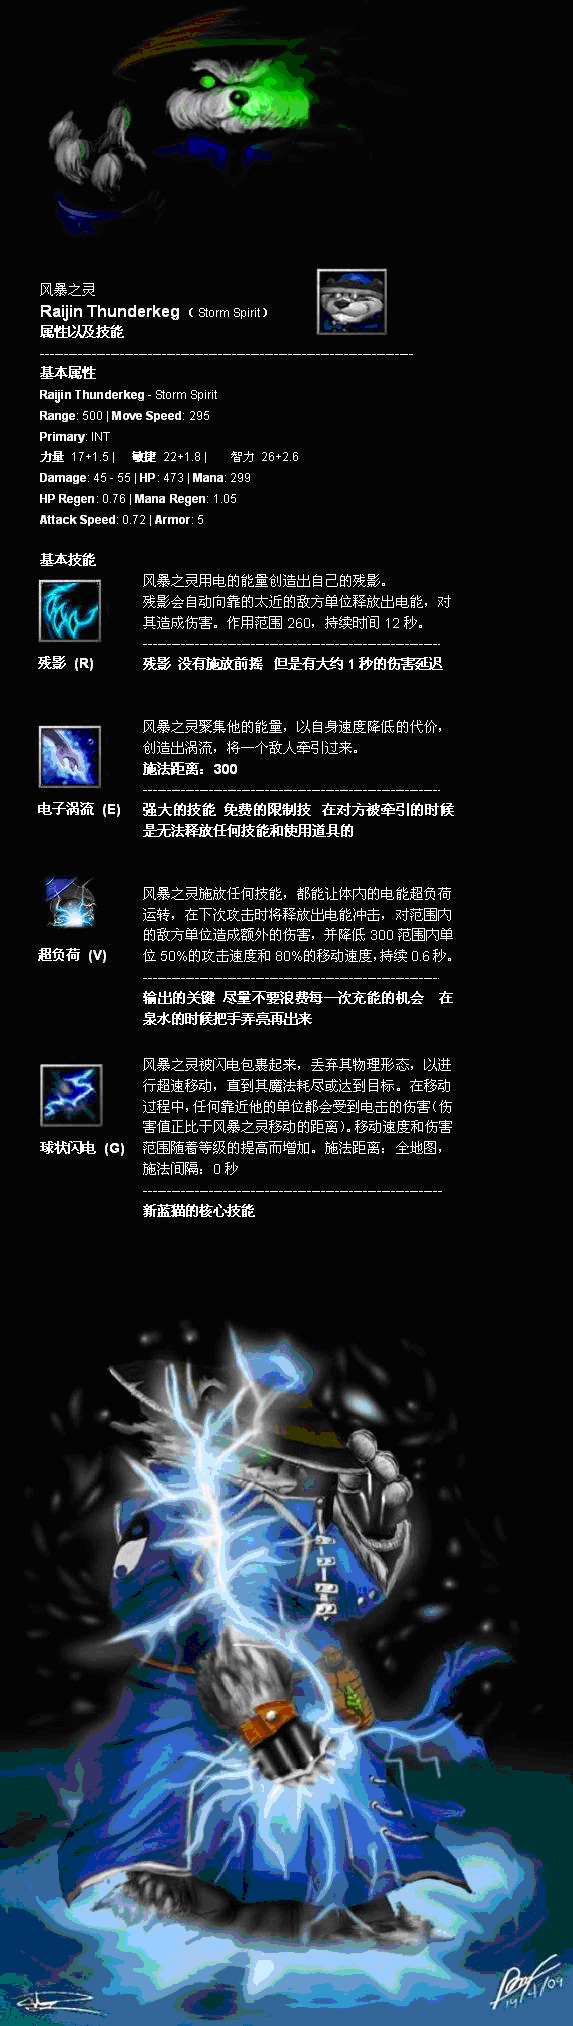 风暴之灵
Raijin Thunderkeg （ Storm Spirit）
属性以及技能
基本属性
Raijin Thunderkeg - Storm Spirit
Range: 500 | Move Speed: 295
Primary: INT
力量 17+1.5 | 敏捷 22+1.8 | 智力 26+2.6
Damage: 45 - 55 | HP: 473 | Mana: 299
HP Regen: 0.76 | Mana Regen: 1.05
Attack Speed: 0.72 | Armor: 5
基本技能
风暴之灵用电的能量创造出自己的残影。
残影会自动向靠的太近的敌方单位释放出电能，对
其造成伤害。作用范围 260，持续时间 12 秒。
残影 (R)
残影 没有施放前摇 但是有大约 1 秒的伤害延迟
风暴之灵聚集他的能量，以自身速度降低的代价，
创造出涡流，将一个敌人牵引过来。
施法距离：300
电子涡流 (E)
强大的技能 免费的限制技 在对方被牵引的时候
是无法释放任何技能和使用道具的
风暴之灵施放任何技能，都能让体内的电能超负荷
运转，在下次攻击时将释放出电能冲击，对范围内
的敌方单位造成额外的伤害，并降低 300 范围内单
位 50%的攻击速度和 80%的移动速度，持续 0.6 秒。
超负荷 (V)
输出的关键 尽量不要浪费每一次充能的机会 在
泉水的时候把手弄亮再出来
风暴之灵被闪电包裹起来，丢弃其物理形态，以进
行超速移动，直到其魔法耗尽或达到目标。在移动
过程中，任何靠近他的单位都会受到电击的伤害（伤
害值正比于风暴之灵移动的距离）。移动速度和伤害
范围随着等级的提高而增加。施法距离：全地图，
施法间隔：0 秒
球状闪电 (G)
新蓝猫的核心技能